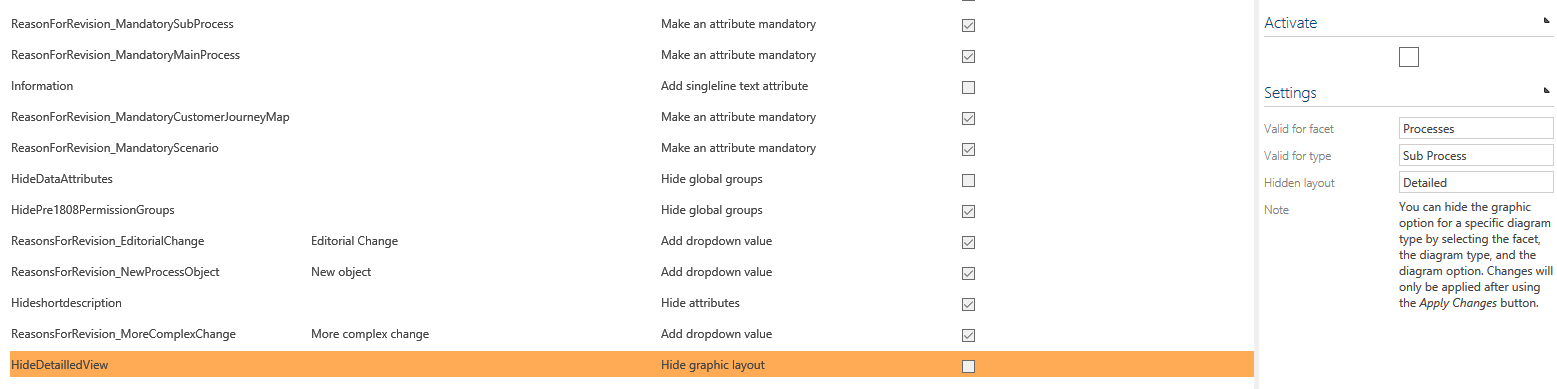 ReasonForRevision_MandatorySubProcess Make an attribute mandatory
ReasonForRevision_MandatoryMainProcess Make an attribute mandatory
Information Add singleline text attribute
ReasonForRevision_MandatoryCustomerJourneyMap Make an attribute mandatory
ReasonForRevision_MandatoryScenario Make an attribute mandatory
HideDataAttributes Hide global groups
HidePre1808PermissionGroups Hide global groups
ReasonsForRevision_EditorialChange Editorial Change Add dropdown value
ReasonsForRevision_NewProcessObject New object Add dropdown value
Hideshortdescription Hide attributes
ReasonsForRevision_MoreComplexChange More complex change Add dropdown value
HideDetailledView Hide graphic layout
Activate
Settings
Valid for facet Processes
Valid for type Sub Process
Hidden layout Detailed
Note You can hide the graphic
option for a specific diagram
type by selecting the facet,
the diagram type, and the
diagram option. Changes will
only be applied after using
the Apply Changes button.